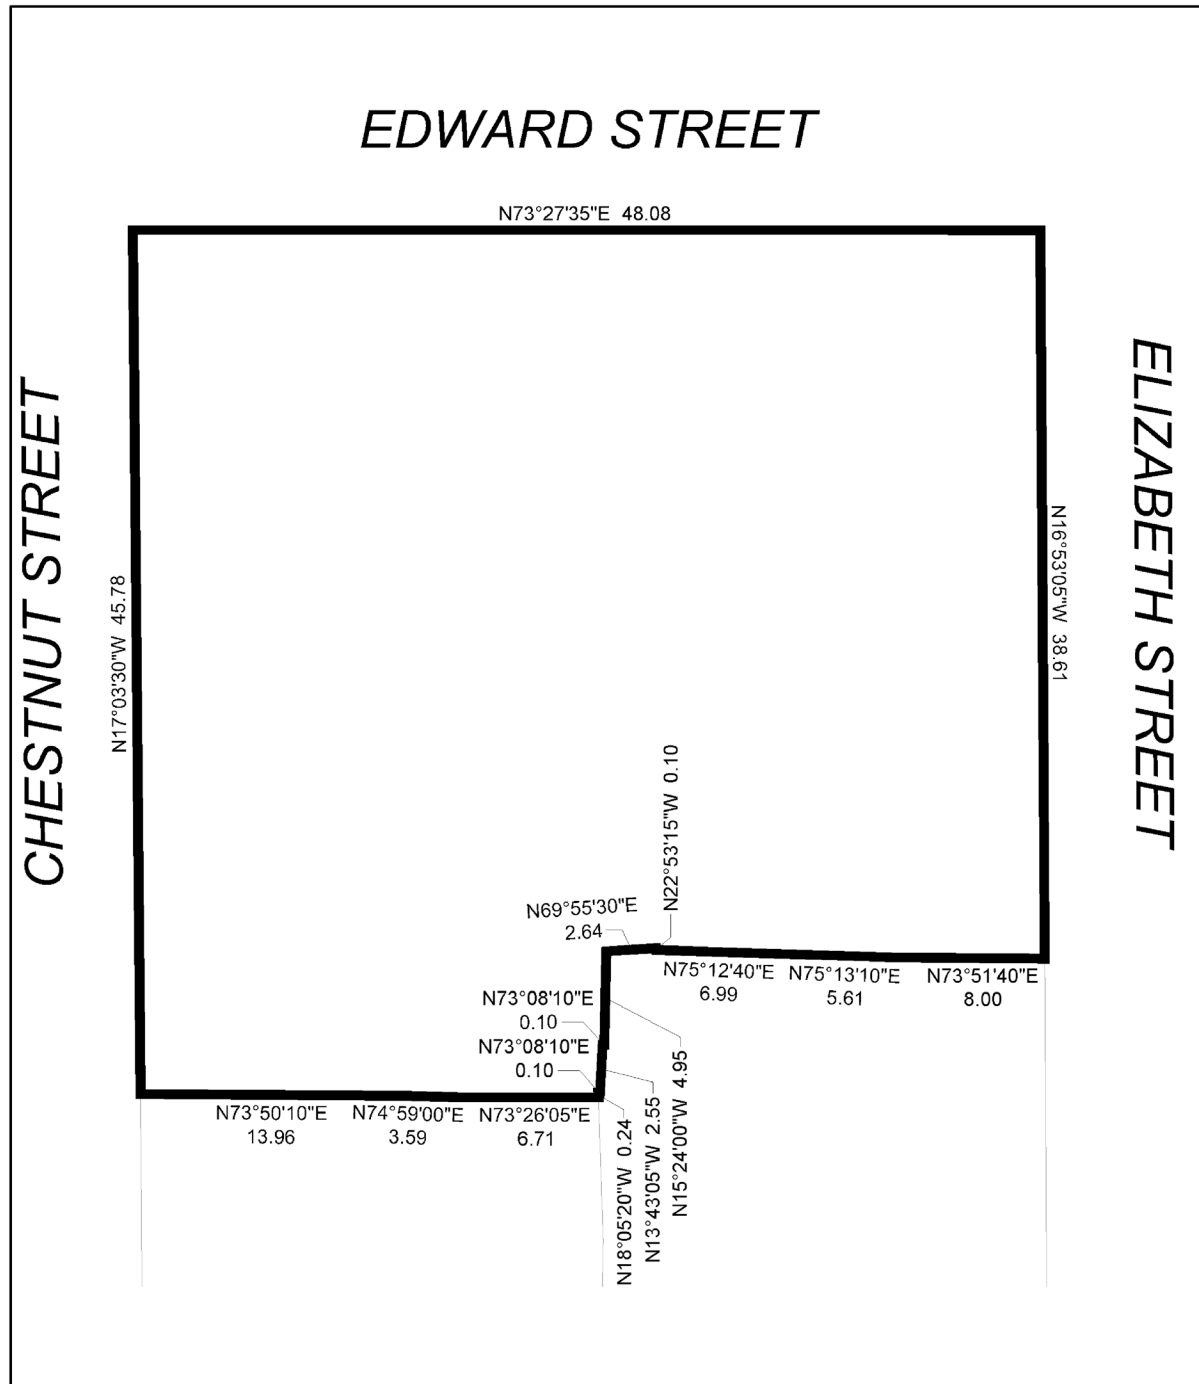 EDWARD STREET
N73°27'35"E 48.08
CHESTNUT STREET
N17°03'30"W 45.78
ELIZABETH STREET
N16°53'05"W 38.61
N22°53'15"W 0.10
N69°55'30"E
2.64
N75°12'40"E
6.99
N75°13'10"E
5.61
N73°51'40"E
8.00
N73°08'10"E
0.10
N73°08'10"E
0.10
N73°50'10"E
13.96
N74°59'00"E
3.59
N73°26'05"E
6.71
N18°05'20"W 0.24
N13°43'05"W 2.55
N15°24'00"W 4.95